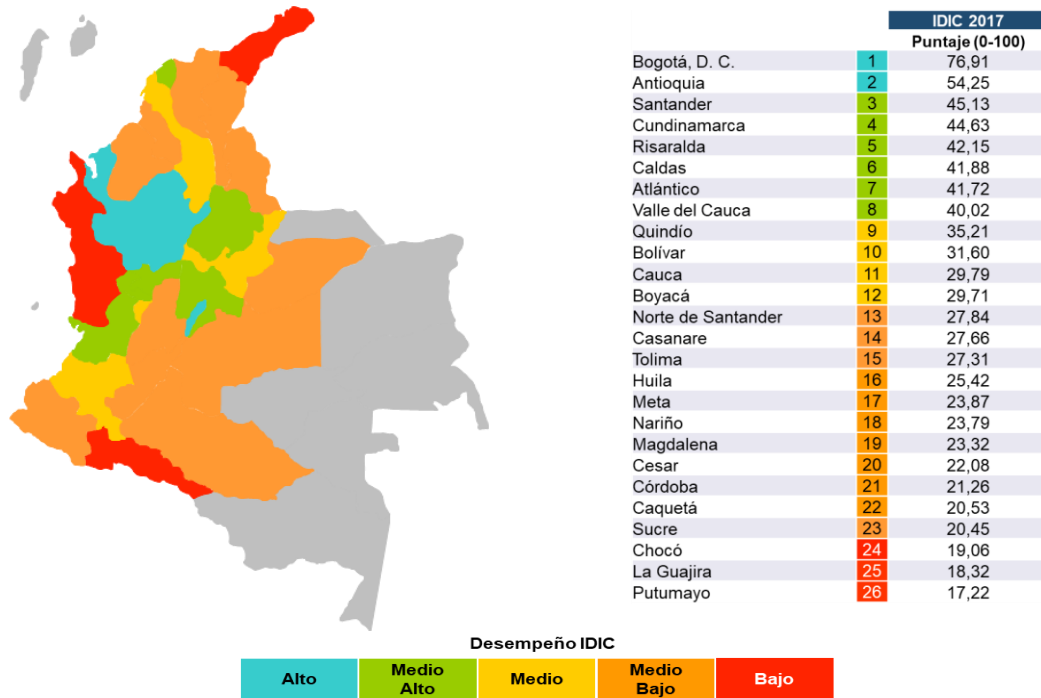 IDIC 2017
Puntaje (0-100)
Bogotá, D. C. 1 76,91
Antioquia 2 54,25
Santander 3 45,13
Cundinamarca 4 44,63
Risaralda 5 42,15
Caldas 6 41,88
Atlántico 7 41,72
Valle del Cauca 8 40,02
Quindío 9 35,21
Bolívar 10 31,60
Cauca 11 29,79
Boyacá 12 29,71
Norte de Santander 13 27,84
Casanare 14 27,66
Tolima 15 27,31
Huila 16 25,42
Meta 17 23,87
Nariño 18 23,79
Magdalena 19 23,32
Cesar 20 22,08
Córdoba 21 21,26
Caquetá 22 20,53
Sucre 23 20,45
Chocó 24 19,06
La Guajira 25 18,32
Putumayo 26 17,22
Desempeño IDIC
Alto
Medio
Alto
Medio
Medio
Bajo
Bajo